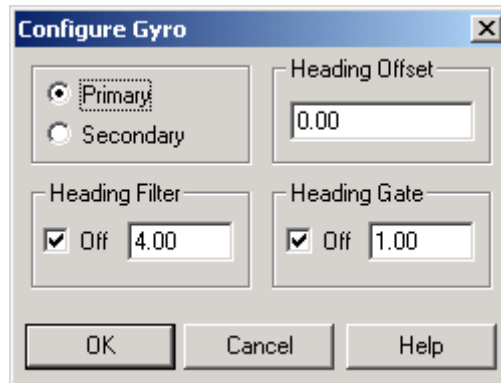 Configure Gyro
Primary
Secondary
Heading Offset
0.00
Heading Filter
Off 4.00
Heading Gate
Off 1.00
OK Cancel Help